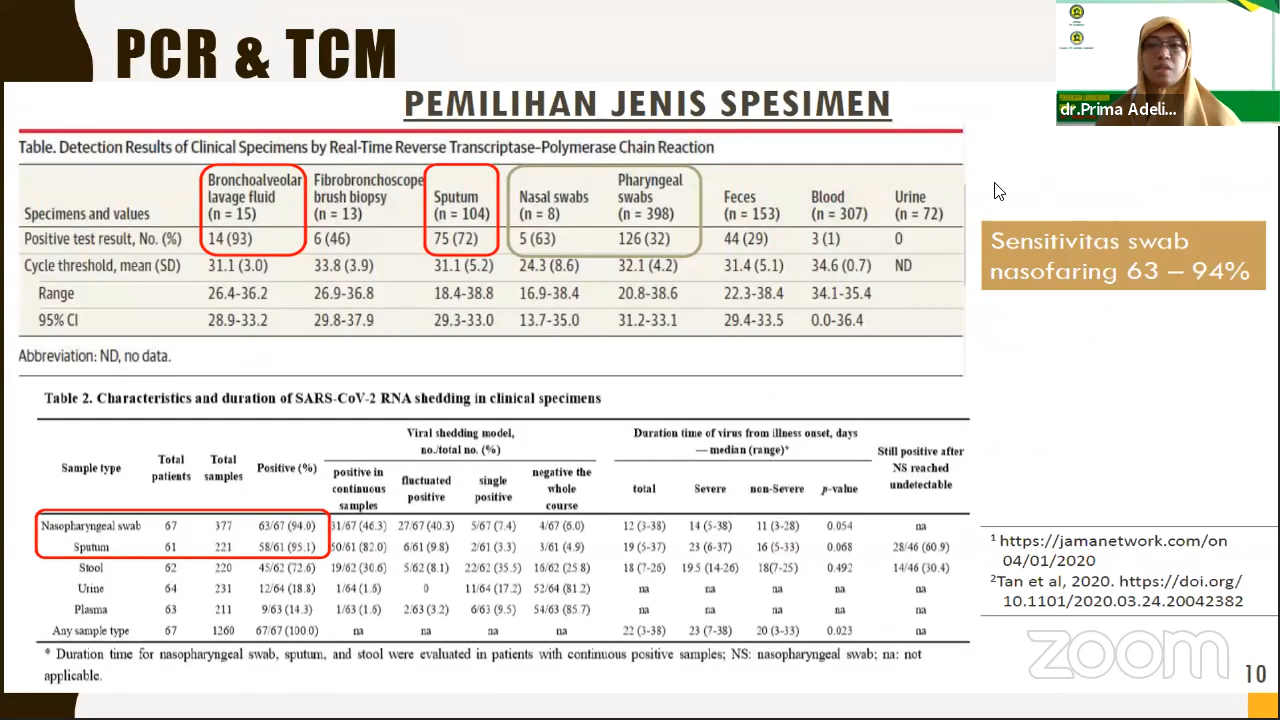 PCR & TCM
PEMILIHAN JENIS SPESIMEN
dr.Prima Adeli...
Table. Detection Results of Clinical Specimens by Real-Time Reverse Transcriptase-Polymerase Chain Reaction
Specimens and values Bronchoalveolar lavage fluid (n = 15) Fibrobronchoscope brush biopsy (n = 13) Sputum (n = 104) Nasal swabs (n = 8) Pharyngeal swabs (n = 398) Feces (n = 153) Blood (n = 307) Urine (n = 72)
Positive test result, No. (%) 14 (93) 6 (46) 75 (72) 5 (63) 126 (32) 44 (29) 3 (1) 0
Cycle threshold, mean (SD) 31.1 (3.0) 33.8 (3.9) 31.1 (5.2) 24.3 (8.6) 32.1 (4.2) 31.4 (5.1) 34.6 (0.7) ND
Range 26.4-36.2 26.9-36.8 18.4-38.8 16.9-38.4 20.8-38.6 22.3-38.4 34.1-35.4
95% CI 28.9-33.2 29.8-37.9 29.3-33.0 13.7-35.0 31.2-33.1 29.4-33.5 0.0-36.4
Abbreviation: ND, no data.
Sensitivitas swab
nasofaring 63 – 94%
Table 2. Characteristics and duration of SARS-CoV-2 RNA shedding in clinical specimens
Viral shedding model, no./total no. (%) Duration time of virus from illness onset, days — median (range)*
Sample type Total patients Total samples Positive (%) positive in continuous samples fluctuated positive single positive negative the whole course total Severe non-Severe p-value Still positive after NS reached undetectable
Nasopharyngeal swab 67 377 63/67 (94.0) 31/67 (46.3) 27/67 (40.3) 5/67 (7.4) 4/67 (6.0) 12 (3-38) 14 (5-38) 11 (3-28) 0.054 na
Sputum 61 221 58/61 (95.1) 50/61 (82.0) 6/61 (9.8) 2/61 (3.3) 3/61 (4.9) 19 (5-37) 23 (6-37) 16 (5-33) 0.068 28/46 (60.9)
Stool 62 220 45/62 (72.6) 19/62 (30.6) 5/62 (8.1) 22/62 (35.5) 16/62 (25.8) 18 (7-26) 19.5 (14-26) 18(7-25) 0.492 14/46 (30.4)
Urine 64 231 12/64 (18.8) 1/64 (1.6) 0 11/64 (17.2) 52/64 (81.2) na na na na na
Plasma 63 211 9/63 (14.3) 1/63 (1.6) 2/63 (3.2) 6/63 (9.5) 54/63 (85.7) na na na na na
Any sample type 67 1260 67/67 (100.0) na na na na 22 (3-38) 23 (7-38) 20 (3-33) 0.023 na
* Duration time for nasopharyngeal swab, sputum, and stool were evaluated in patients with continuous positive samples; NS: nasopharyngeal swab; na: not
applicable.
¹ https://jamanetwork.com/on
04/01/2020
²Tan et al, 2020. https://doi.org/
10.1101/2020.03.24.20042382
zoom
10